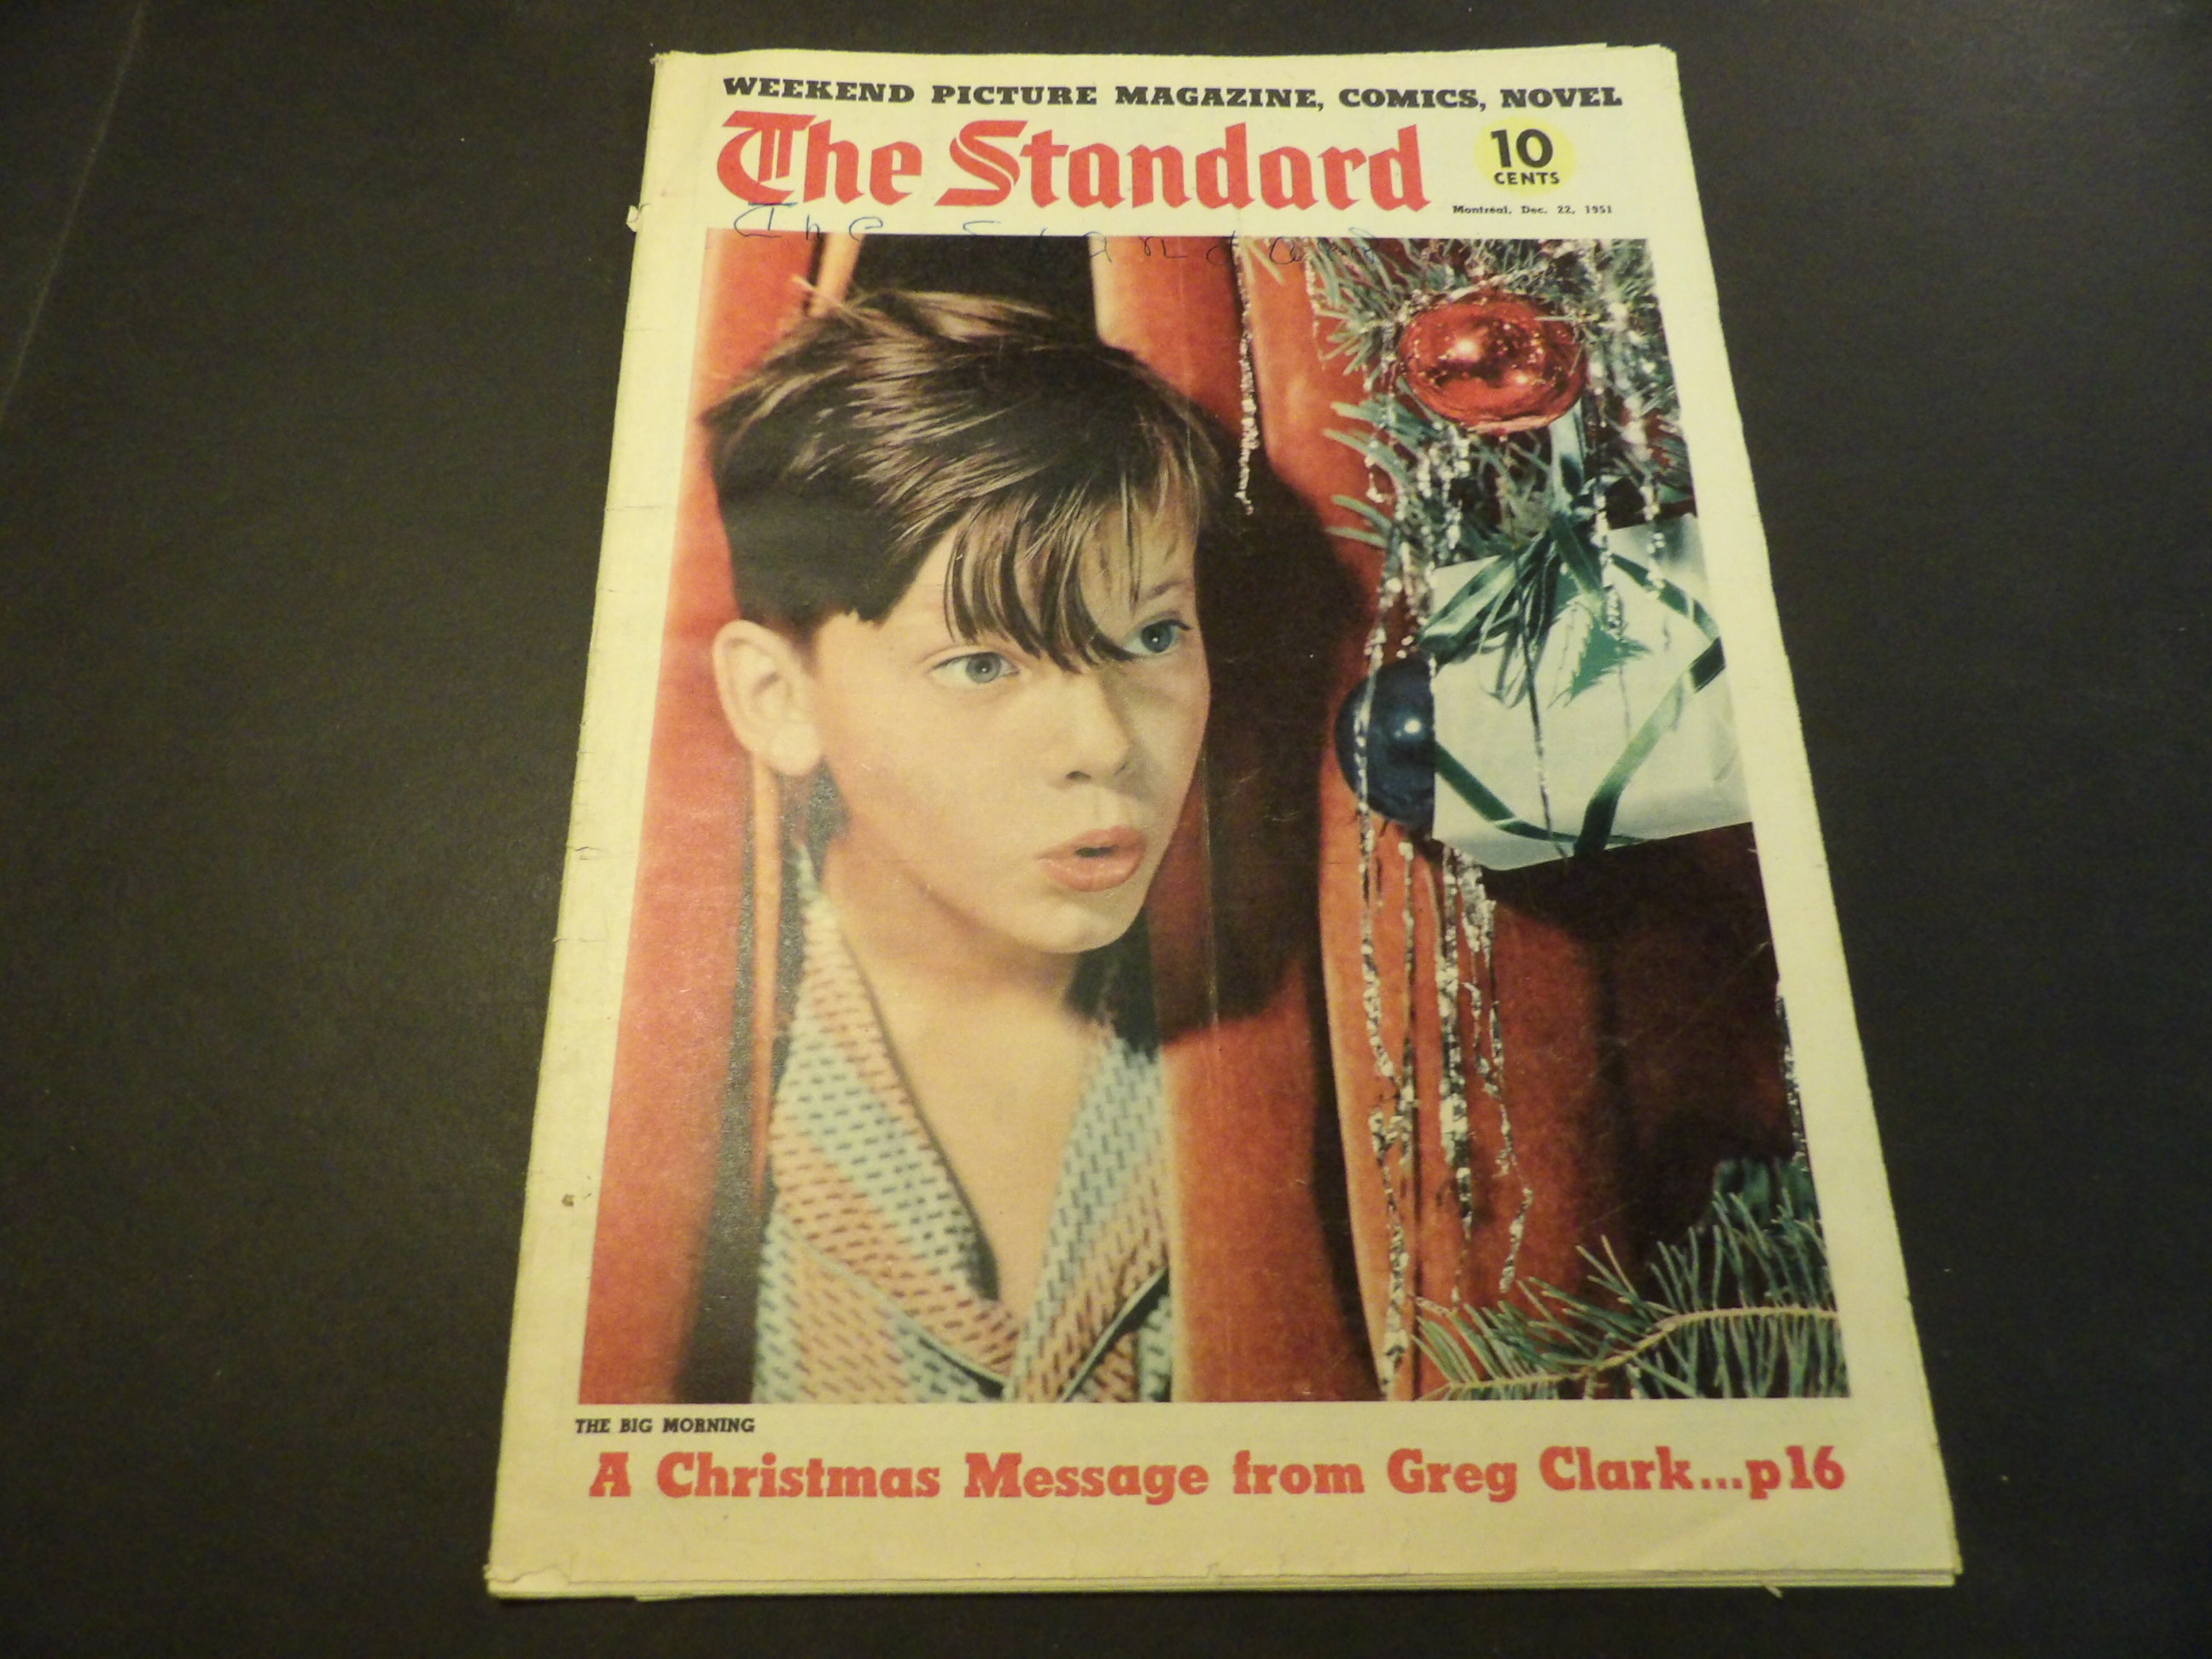 WEEKEND PICTURE MAGAZINE, COMICS, NOVEL
The Standard
10
CENTS
Montreal, Dec. 22, 1951
The Standard
THE BIG MORNING
A Christmas Message from Greg Clark...p16